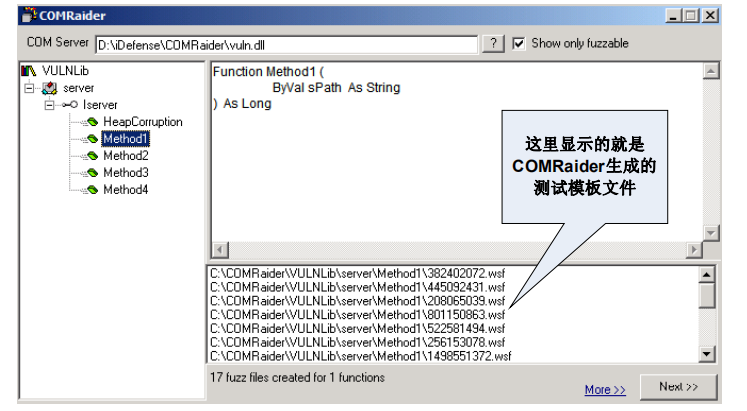 COMRaider
COM Server D:\iDefense\COMRaider\vuln.dll ? Show only fuzzable
VULNLib
server
Iserver
HeapCorruption
Method1
Method2
Method3
Method4
Function Method1 (
ByVal sPath As String
) As Long
这里显示的就是
COMRaider生成的
测试模板文件
C:\COMRaider\VULNLib\server\Method1\382402072.wsf
C:\COMRaider\VULNLib\server\Method1\445092431.wsf
C:\COMRaider\VULNLib\server\Method1\208065039.wsf
C:\COMRaider\VULNLib\server\Method1\801150863.wsf
C:\COMRaider\VULNLib\server\Method1\522581494.wsf
C:\COMRaider\VULNLib\server\Method1\256153078.wsf
C:\COMRaider\VULNLib\server\Method1\1498551372.wsf
17 fuzz files created for 1 functions
More >> Next >>